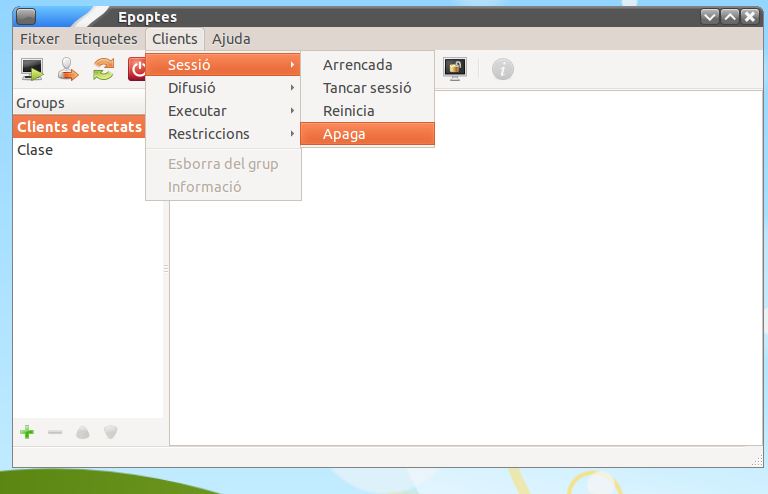 Epoptes
Fitxer Etiquetes Clients Ajuda
Groups
Clients detectats
Clase
Sessió
Difusió
Executar
Restriccions
Esborra del grup
Informació
Arrencada
Tancar sessió
Reinicia
Apaga